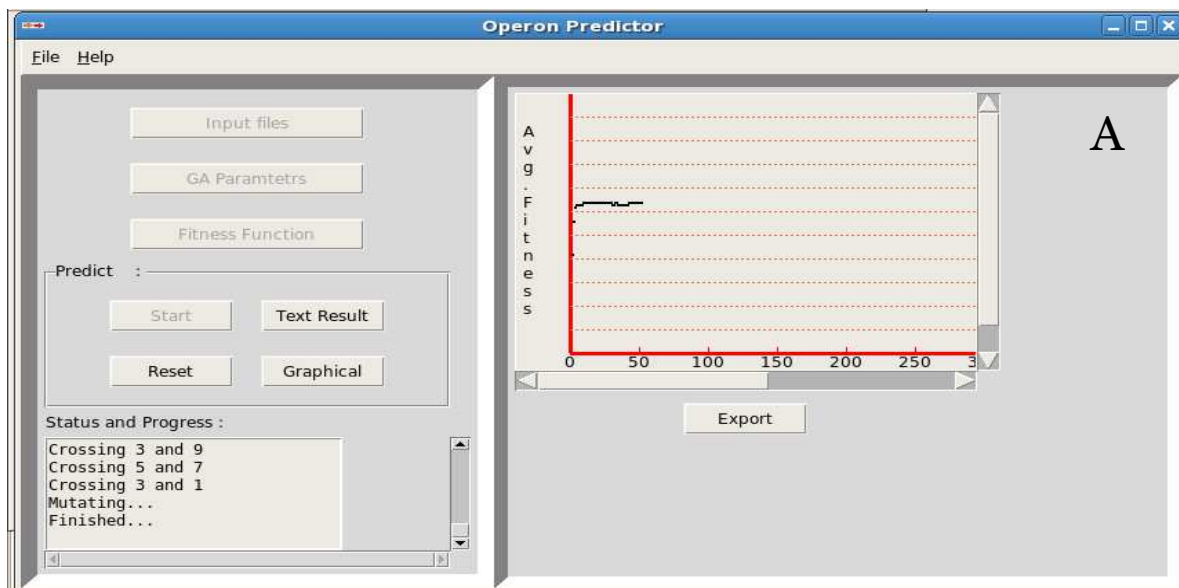 Operon Predictor
File Help
Input files
GA Paramtetrs
Fitness Function
Predict :
Start Text Result
Reset Graphical
Status and Progress :
Crossing 3 and 9
Crossing 5 and 7
Crossing 3 and 1
Mutating...
Finished...
A
Avg.Fitness
0 50 100 150 200 250 3
Export